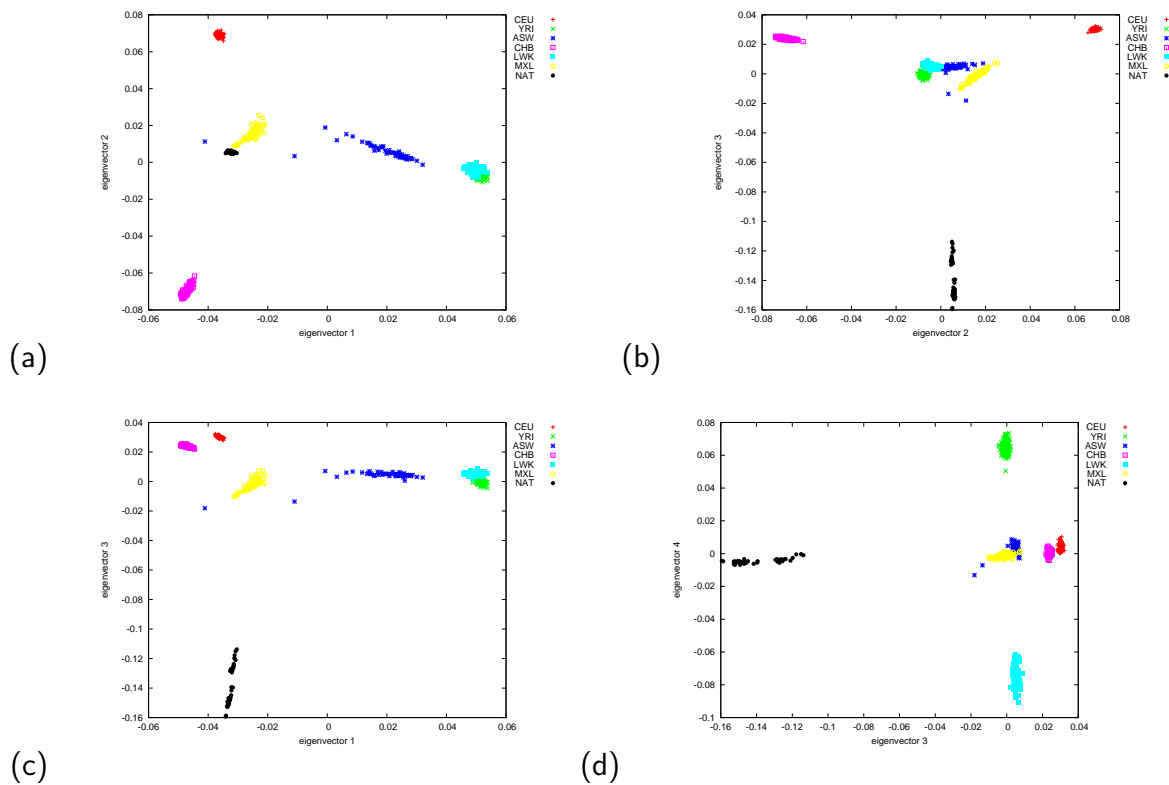 0.08
0.06
0.04
0.02
0
-0.02
-0.04
-0.06
-0.08
-0.06 -0.04 -0.02 0 0.02 0.04 0.06
eigenvector 2
eigenvector 1
CEU
YRI
ASW
CHB
LWK
MXL
NAT
(a)
0.04
0.02
0
-0.02
-0.04
-0.06
-0.08
-0.1
-0.12
-0.14
-0.16
-0.08 -0.06 -0.04 -0.02 0 0.02 0.04 0.06 0.08
eigenvector 3
eigenvector 2
CEU
YRI
ASW
CHB
LWK
MXL
NAT
(b)
0.04
0.02
0
-0.02
-0.04
-0.06
-0.08
-0.1
-0.12
-0.14
-0.16
-0.06 -0.04 -0.02 0 0.02 0.04 0.06
eigenvector 3
eigenvector 1
CEU
YRI
ASW
CHB
LWK
MXL
NAT
(c)
0.08
0.06
0.04
0.02
0
-0.02
-0.04
-0.06
-0.08
-0.1
-0.16 -0.14 -0.12 -0.1 -0.08 -0.06 -0.04 -0.02 0 0.02 0.04
eigenvector 4
eigenvector 3
CEU
YRI
ASW
CHB
LWK
MXL
NAT
(d)